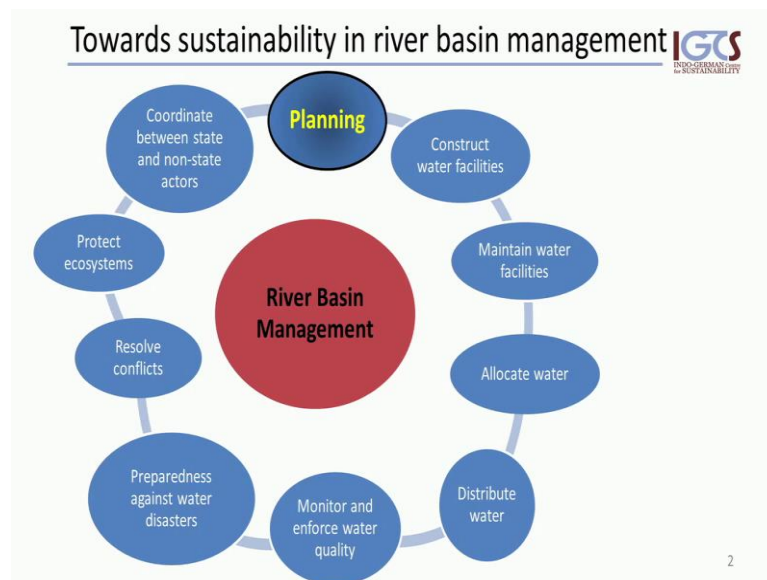 Towards sustainability in river basin management
IGCS
INDO-GERMAN Centre
for SUSTAINABILITY
Planning
Construct
water facilities
Maintain water
facilities
Allocate water
Distribute
water
Monitor and
enforce water
quality
Preparedness
against water
disasters
Resolve
conflicts
Protect
ecosystems
Coordinate
between state
and non-state
actors
River Basin
Management
2